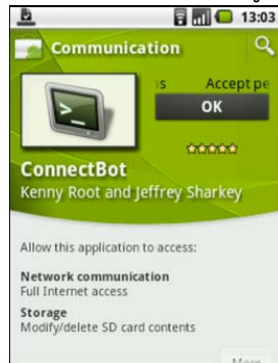 13:03
Communication
s Accept pe
OK
>_
ConnectBot
Kenny Root and Jeffrey Sharkey
Allow this application to access:
Network communication
Full Internet access
Storage
Modify/delete SD card contents
More